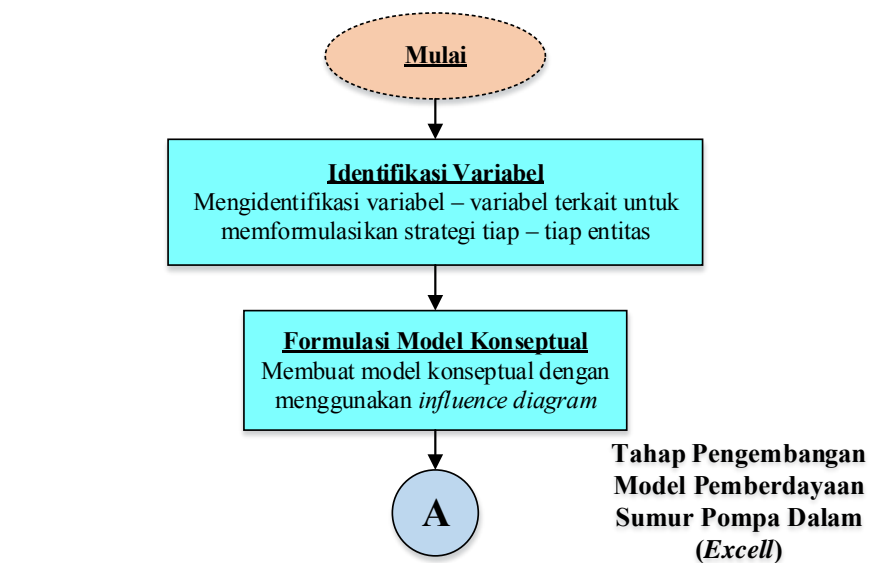 Mulai
Identifikasi Variabel
Mengidentifikasi variabel – variabel terkait untuk
memformulasikan strategi tiap – tiap entitas
Formulasi Model Konseptual
Membuat model konseptual dengan
menggunakan influence diagram
A
Tahap Pengembangan
Model Pemberdayaan
Sumur Pompa Dalam
(Excell)